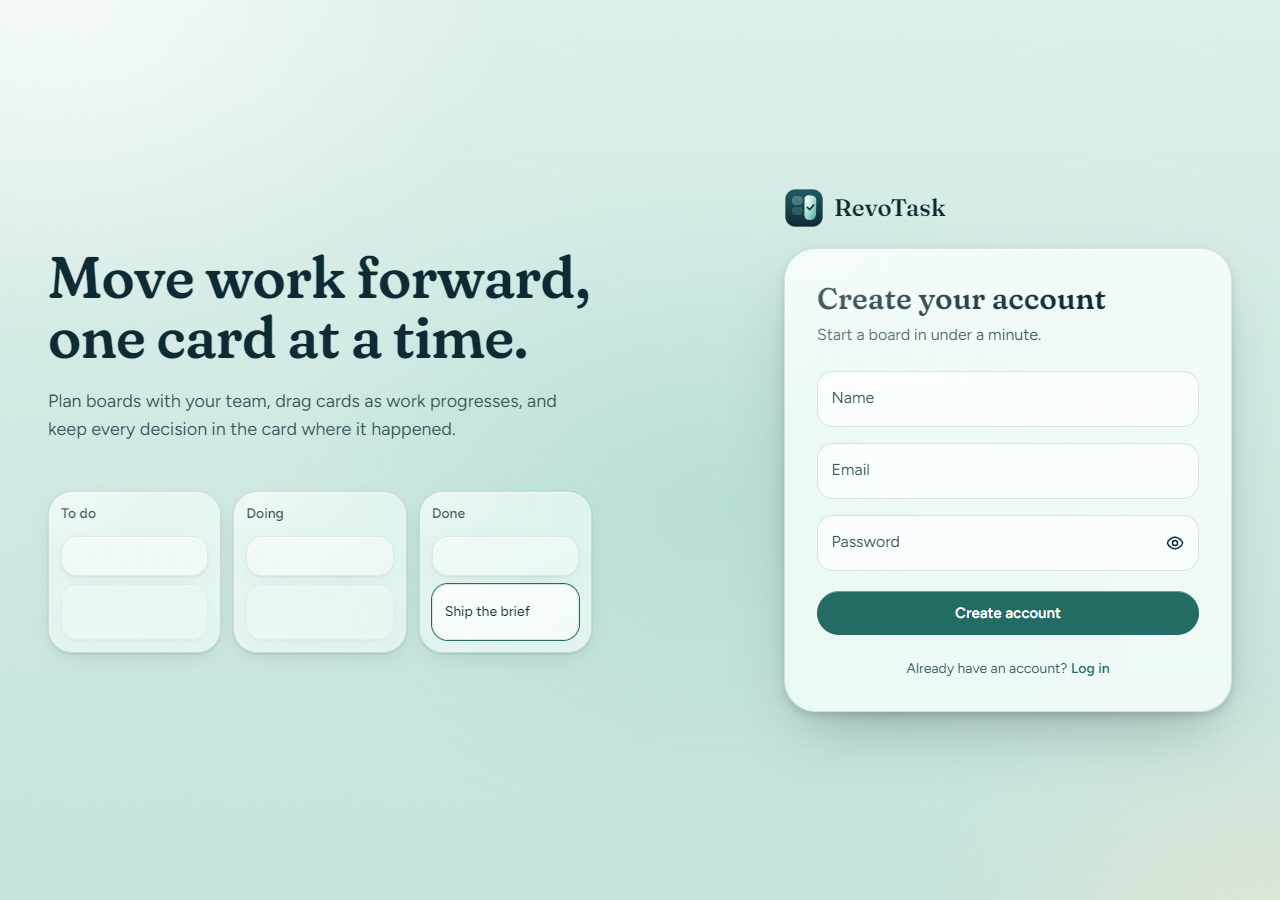 RevoTask
Move work forward,
one card at a time.
Plan boards with your team, drag cards as work progresses, and
keep every decision in the card where it happened.
To do
Doing
Done
Ship the brief
Create your account
Start a board in under a minute.
Name
Email
Password
Create account
Already have an account? Log in